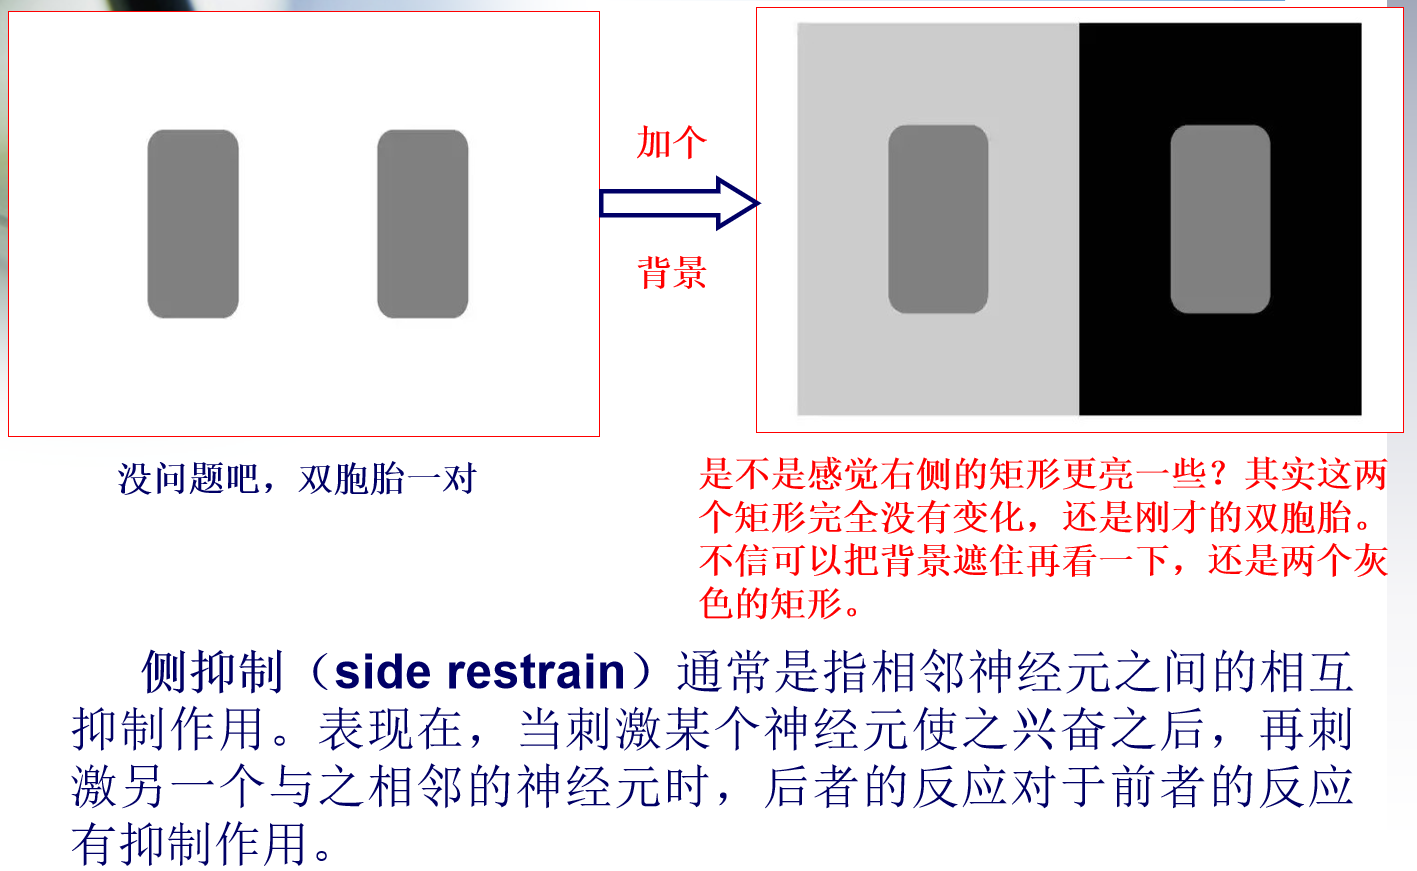 加个
背景
没问题吧，双胞胎一对
是不是感觉右侧的矩形更亮一些？其实这两
个矩形完全没有变化，还是刚才的双胞胎。
不信可以把背景遮住再看一下，还是两个灰
色的矩形。
侧抑制（side restrain）通常是指相邻神经元之间的相互
抑制作用。表现在，当刺激某个神经元使之兴奋之后，再刺
激另一个与之相邻的神经元时，后者的反应对于前者的反应
有抑制作用。